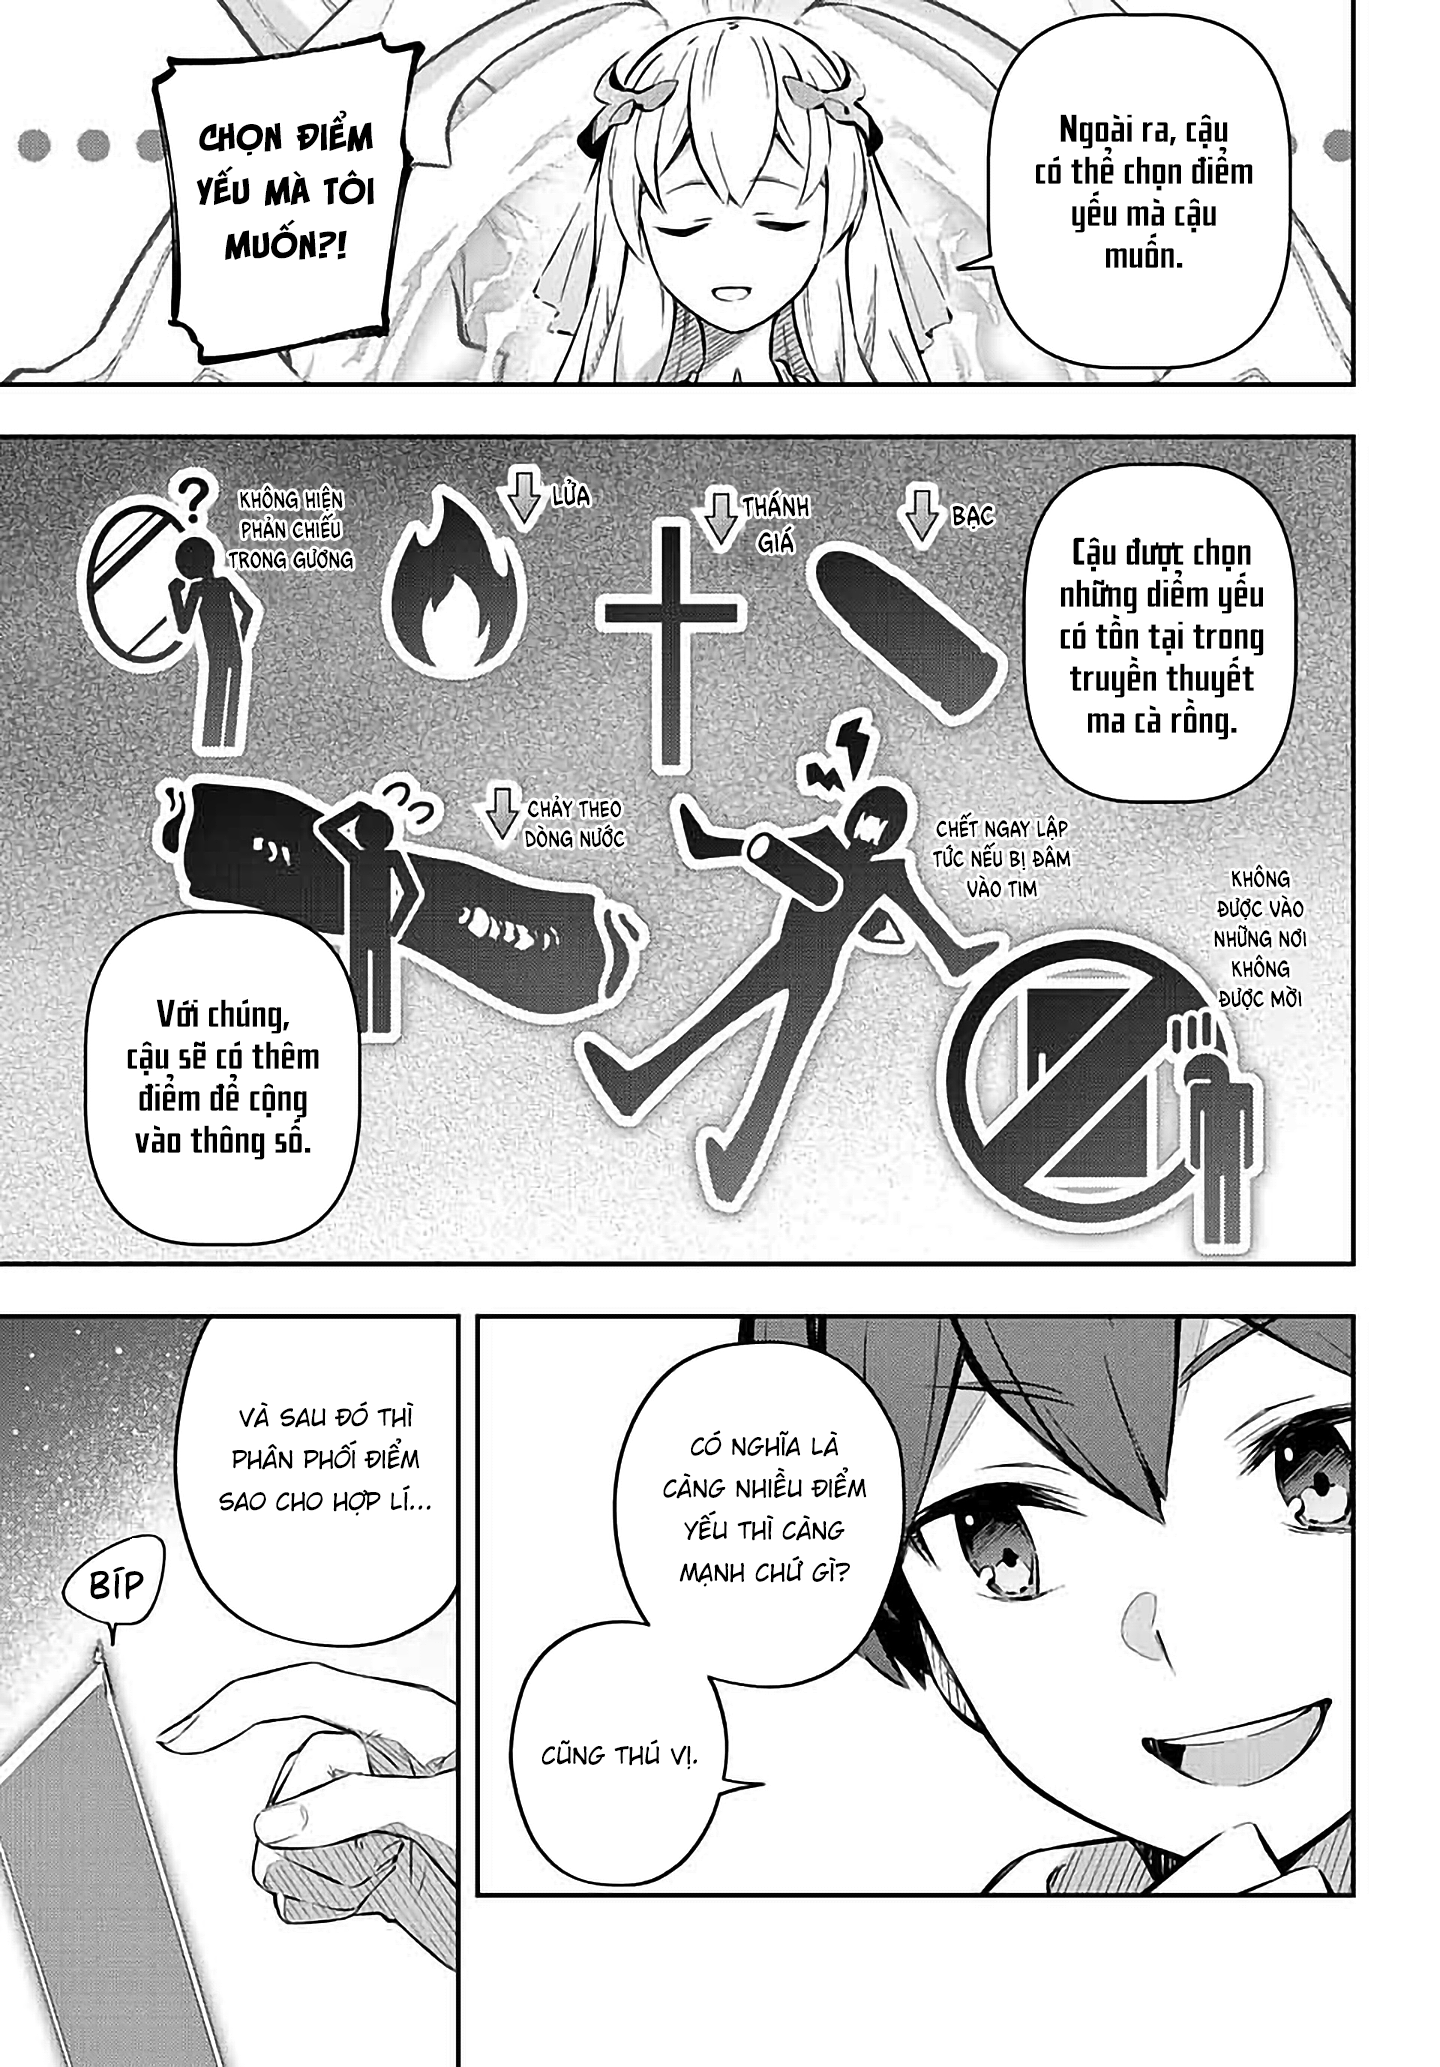 Ngoài ra, cậu
có thể chọn điểm
yếu mà cậu
muốn.
CHỌN ĐIỂM
YẾU MÀ TÔI
MUỐN?!
Cậu được chọn
những điểm yếu
có tồn tại trong
truyền thuyết
ma cà rồng.
BẠC
THÁNH
GIÁ
LỬA
KHÔNG HIỆN
PHẢN CHIẾU
TRONG GƯƠNG
KHÔNG
ĐƯỢC VÀO
NHỮNG NƠI
KHÔNG
ĐƯỢC MỜI
CHẾT NGAY LẬP
TỨC NẾU BỊ ĐÂM
VÀO TIM
CHẢY THEO
DÒNG NƯỚC
Với chúng,
cậu sẽ có thêm
điểm để cộng
vào thông số.
CÓ NGHĨA LÀ
CÀNG NHIỀU ĐIỂM
YẾU THÌ CÀNG
MẠNH CHỨ GÌ?
CŨNG THÚ VỊ.
VÀ SAU ĐÓ THÌ
PHÂN PHỐI ĐIỂM
SAO CHO HỢP LÍ...
BÍP